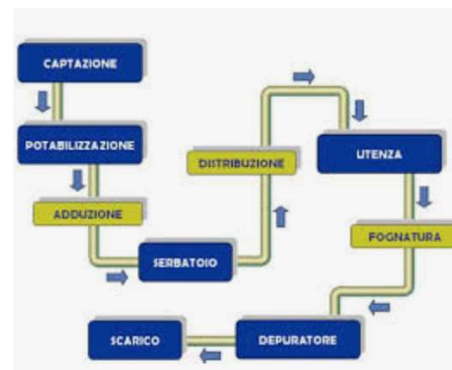 CAPTAZIONE
POTABILIZZAZIONE
ADDUZIONE
SERBATOIO
DISTRIBUZIONE
UTENZA
FOGNATURA
DEPURATORE
SCARICO